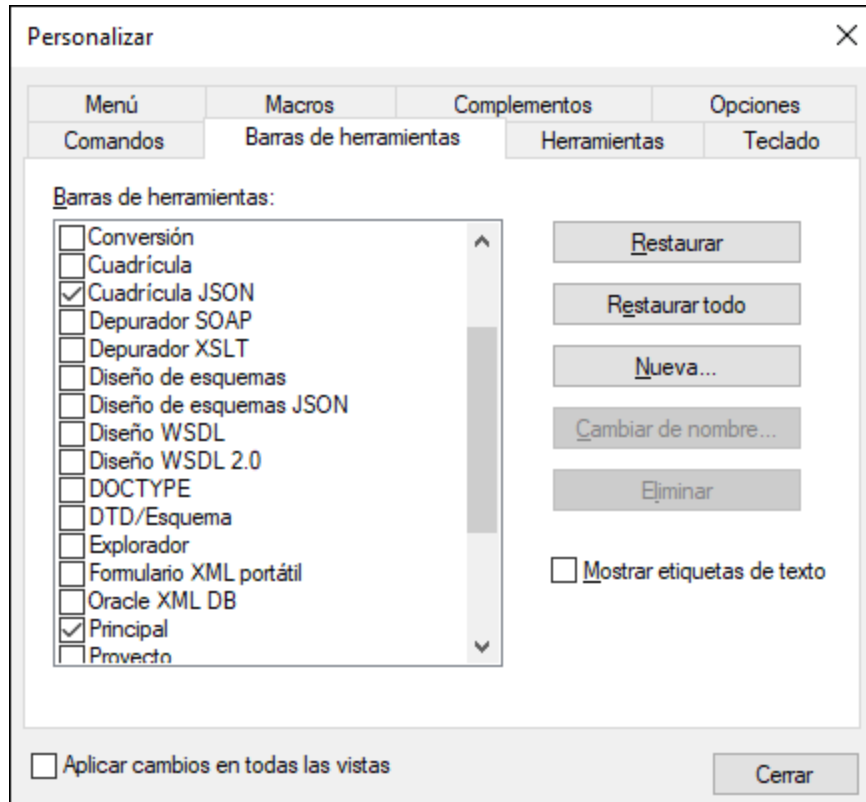 Personalizar
Menú Macros Complementos Opciones
Comandos Barras de herramientas Herramientas Teclado
Barras de herramientas:
Conversión
Cuadrícula
Cuadrícula JSON
Depurador SOAP
Depurador XSLT
Diseño de esquemas
Diseño de esquemas JSON
Diseño WSDL
Diseño WSDL 2.0
DOCTYPE
DTD/Esquema
Explorador
Formulario XML portátil
Oracle XML DB
Principal
Proyecto
Restaurar
Restaurar todo
Nueva...
Cambiar de nombre...
Eliminar
Mostrar etiquetas de texto
Aplicar cambios en todas las vistas
Cerrar